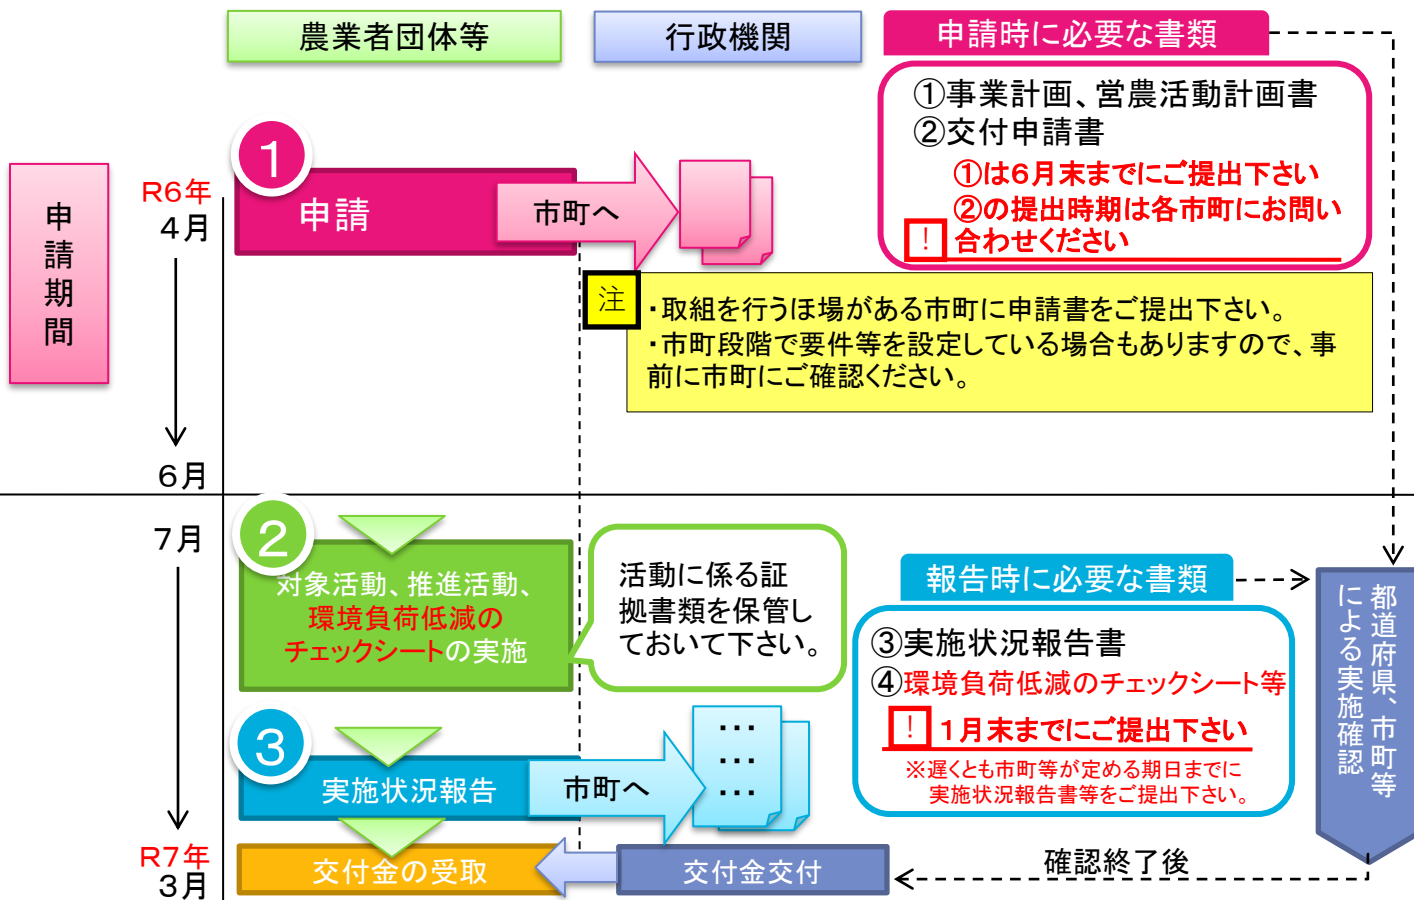 農業者団体等
行政機関
申請時に必要な書類
①事業計画、営農活動計画書
②交付申請書
①は6月末までにご提出下さい
②の提出時期は各市町にお問い
! 合わせください
申請期間
R6年
4月
6月
1
申請
市町へ
注
・取組を行うほ場がある市町に申請書をご提出下さい。
・市町段階で要件等を設定している場合もありますので、事
前に市町にご確認ください。
7月
2
対象活動、推進活動、
環境負荷低減の
チェックシートの実施
活動に係る証
拠書類を保管し
ておいて下さい。
報告時に必要な書類
③実施状況報告書
④環境負荷低減のチェックシート等
! 1月末までにご提出下さい
※遅くとも市町等が定める期日までに
実施状況報告書等をご提出下さい。
都道府県、市町等
による実施確認
3
実施状況報告
市町へ
…
…
…
R7年
3月
交付金の受取
交付金交付
確認終了後